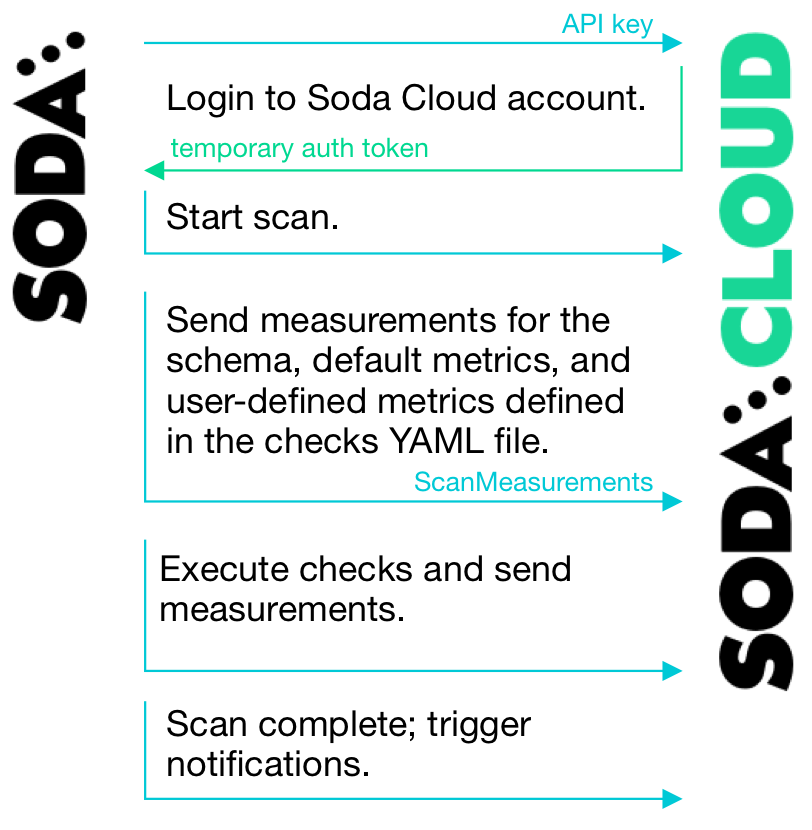 SODA
API key
Login to Soda Cloud account.
temporary auth token
Start scan.
Send measurements for the
schema, default metrics, and
user-defined metrics defined
in the checks YAML file.
ScanMeasurements
Execute checks and send
measurements.
Scan complete; trigger
notifications.
SODA CLOUD